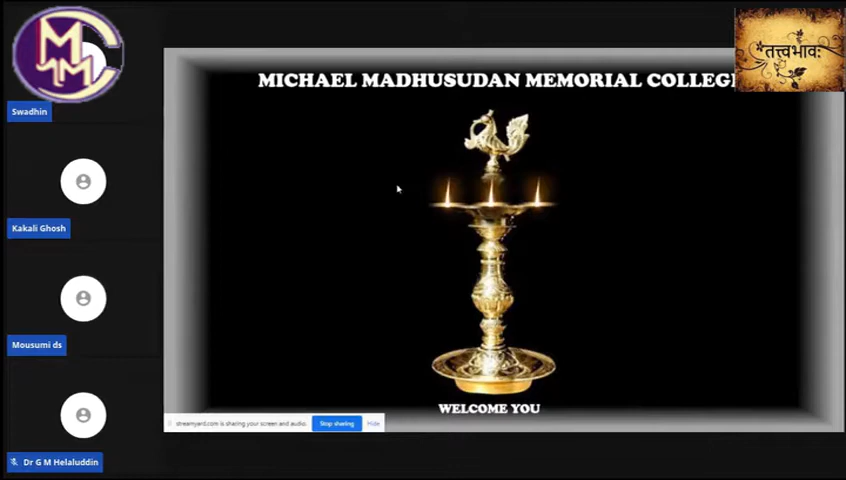 MMC
Swadhin
Kakali Ghosh
Mousumi ds
Dr G M Helaluddin
MICHAEL MADHUSUDAN MEMORIAL COLLEG
WELCOME YOU
streamyard.com is sharing your screen and audio.
Stop sharing
Hide
तत्त्वभावः